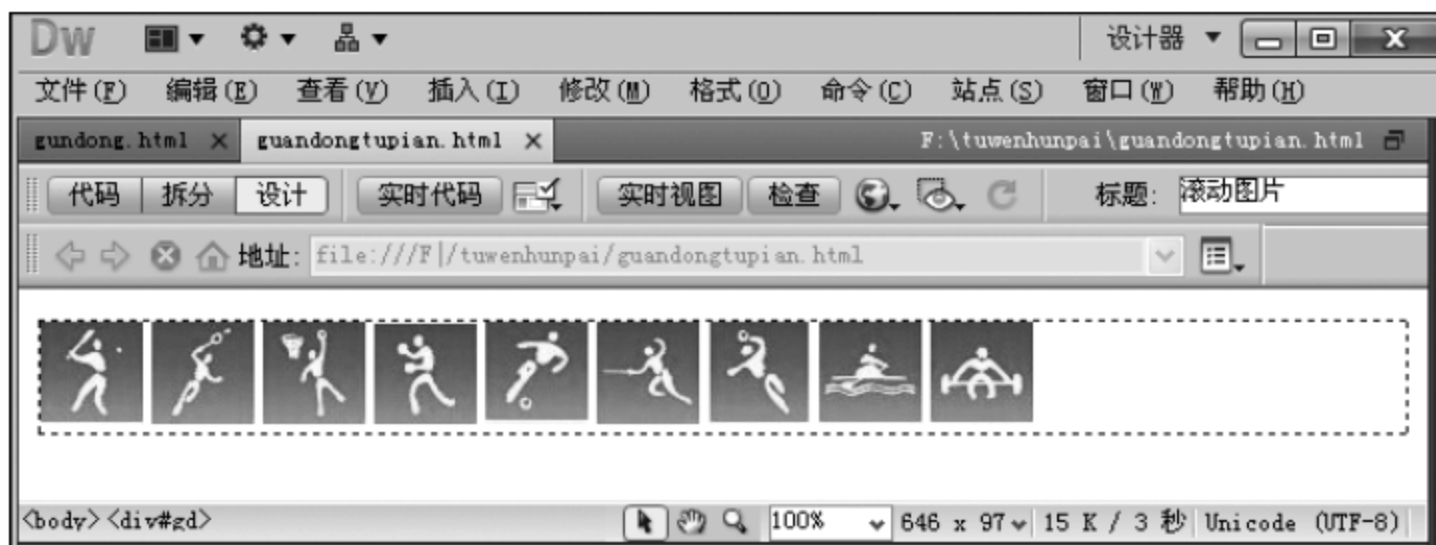 Dw 设计器
文件(F) 编辑(E) 查看(V) 插入(I) 修改(M) 格式(O) 命令(C) 站点(S) 窗口(W) 帮助(H)
gundong.html × guandongtupian.html × F:\tuwenhunpai\guandongtupian.html
代码 拆分 设计 实时代码 实时视图 检查 标题: 滚动图片
地址: file:///F|/tuwenhunpai/guandongtupian.html
<body> <div#gd> 100% 646 x 97 15 K / 3 秒 Unicode (UTF-8)